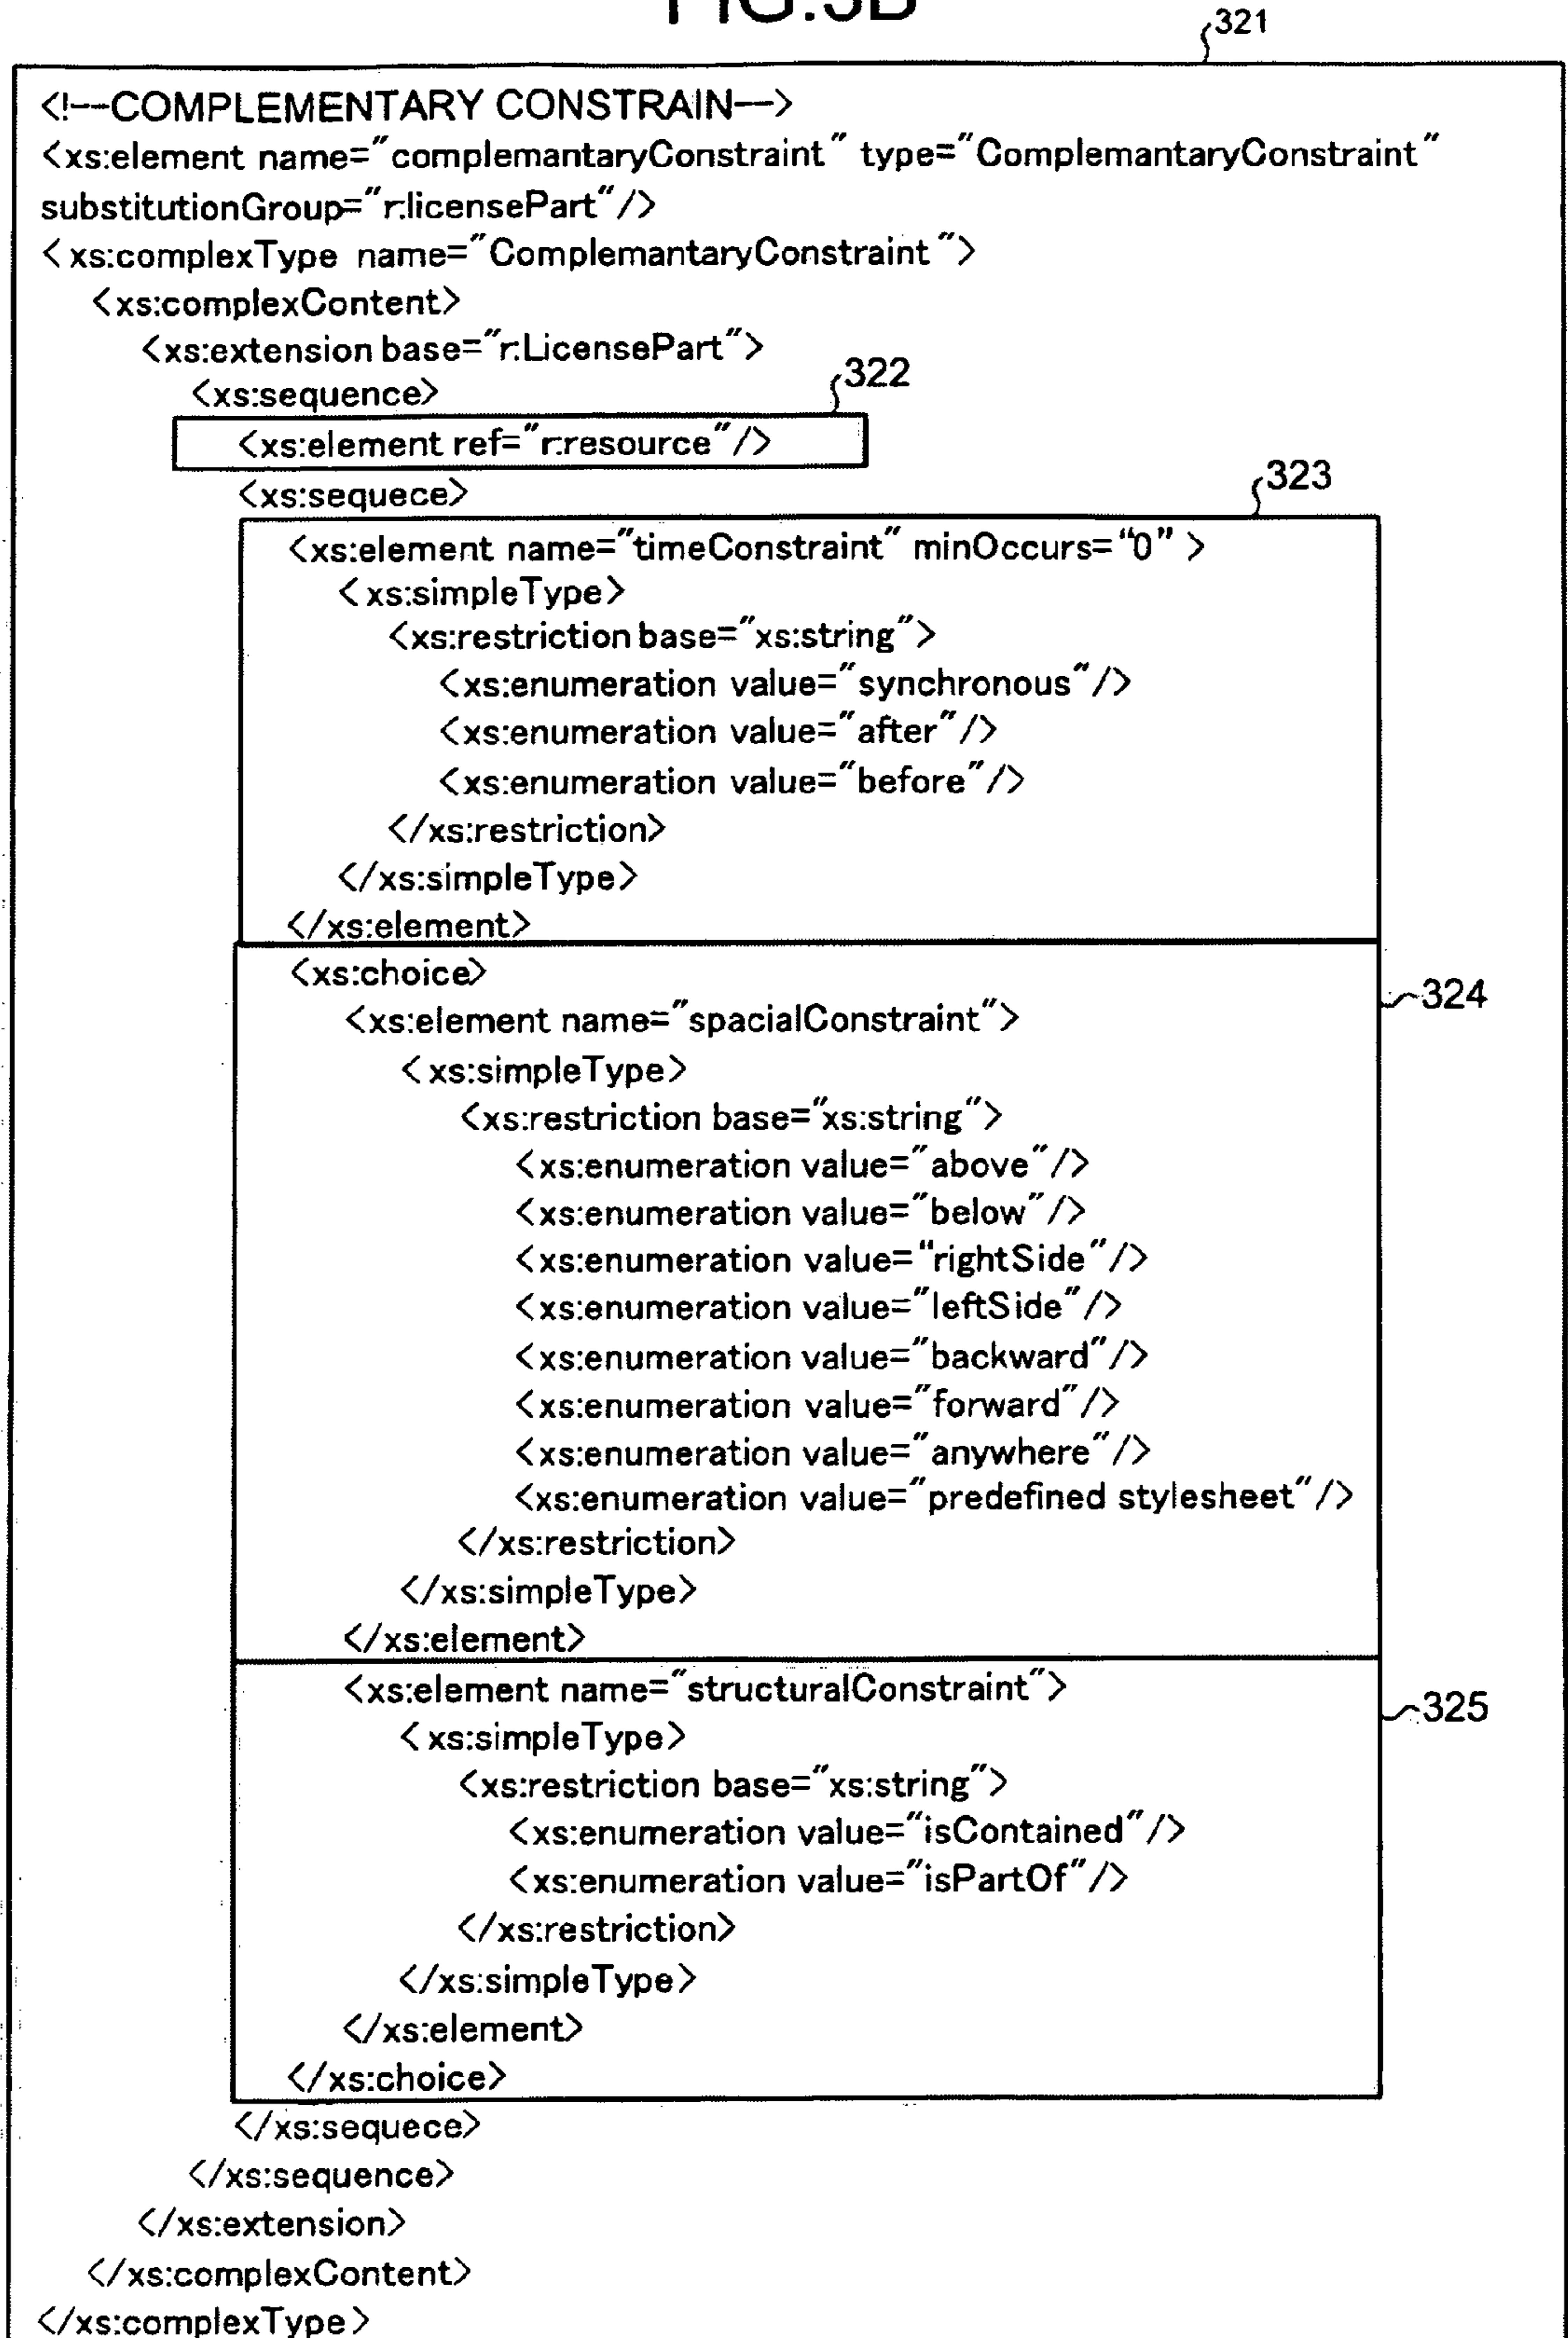 FIG.3B
321
<!--COMPLEMENTARY CONSTRAIN-->
<xs:element name="complemantaryConstraint" type="ComplemantaryConstraint"
substitutionGroup="r:licensePart"/>
<xs:complexType name="ComplemantaryConstraint">
<xs:complexContent>
<xs:extension base="r:LicensePart">
<xs:sequence>
322
<xs:element ref="r:resource"/>
<xs:sequece>
323
<xs:element name="timeConstraint" minOccurs="0" >
<xs:simpleType>
<xs:restriction base="xs:string">
<xs:enumeration value="synchronous"/>
<xs:enumeration value="after"/>
<xs:enumeration value="before"/>
</xs:restriction>
</xs:simpleType>
</xs:element>
<xs:choice>
324
<xs:element name="spacialConstraint">
<xs:simpleType>
<xs:restriction base="xs:string">
<xs:enumeration value="above"/>
<xs:enumeration value="below"/>
<xs:enumeration value="rightSide"/>
<xs:enumeration value="leftSide"/>
<xs:enumeration value="backward"/>
<xs:enumeration value="forward"/>
<xs:enumeration value="anywhere"/>
<xs:enumeration value="predefined stylesheet"/>
</xs:restriction>
</xs:simpleType>
</xs:element>
<xs:element name="structuralConstraint">
325
<xs:simpleType>
<xs:restriction base="xs:string">
<xs:enumeration value="isContained"/>
<xs:enumeration value="isPartOf"/>
</xs:restriction>
</xs:simpleType>
</xs:element>
</xs:choice>
</xs:sequece>
</xs:sequence>
</xs:extension>
</xs:complexContent>
</xs:complexType>